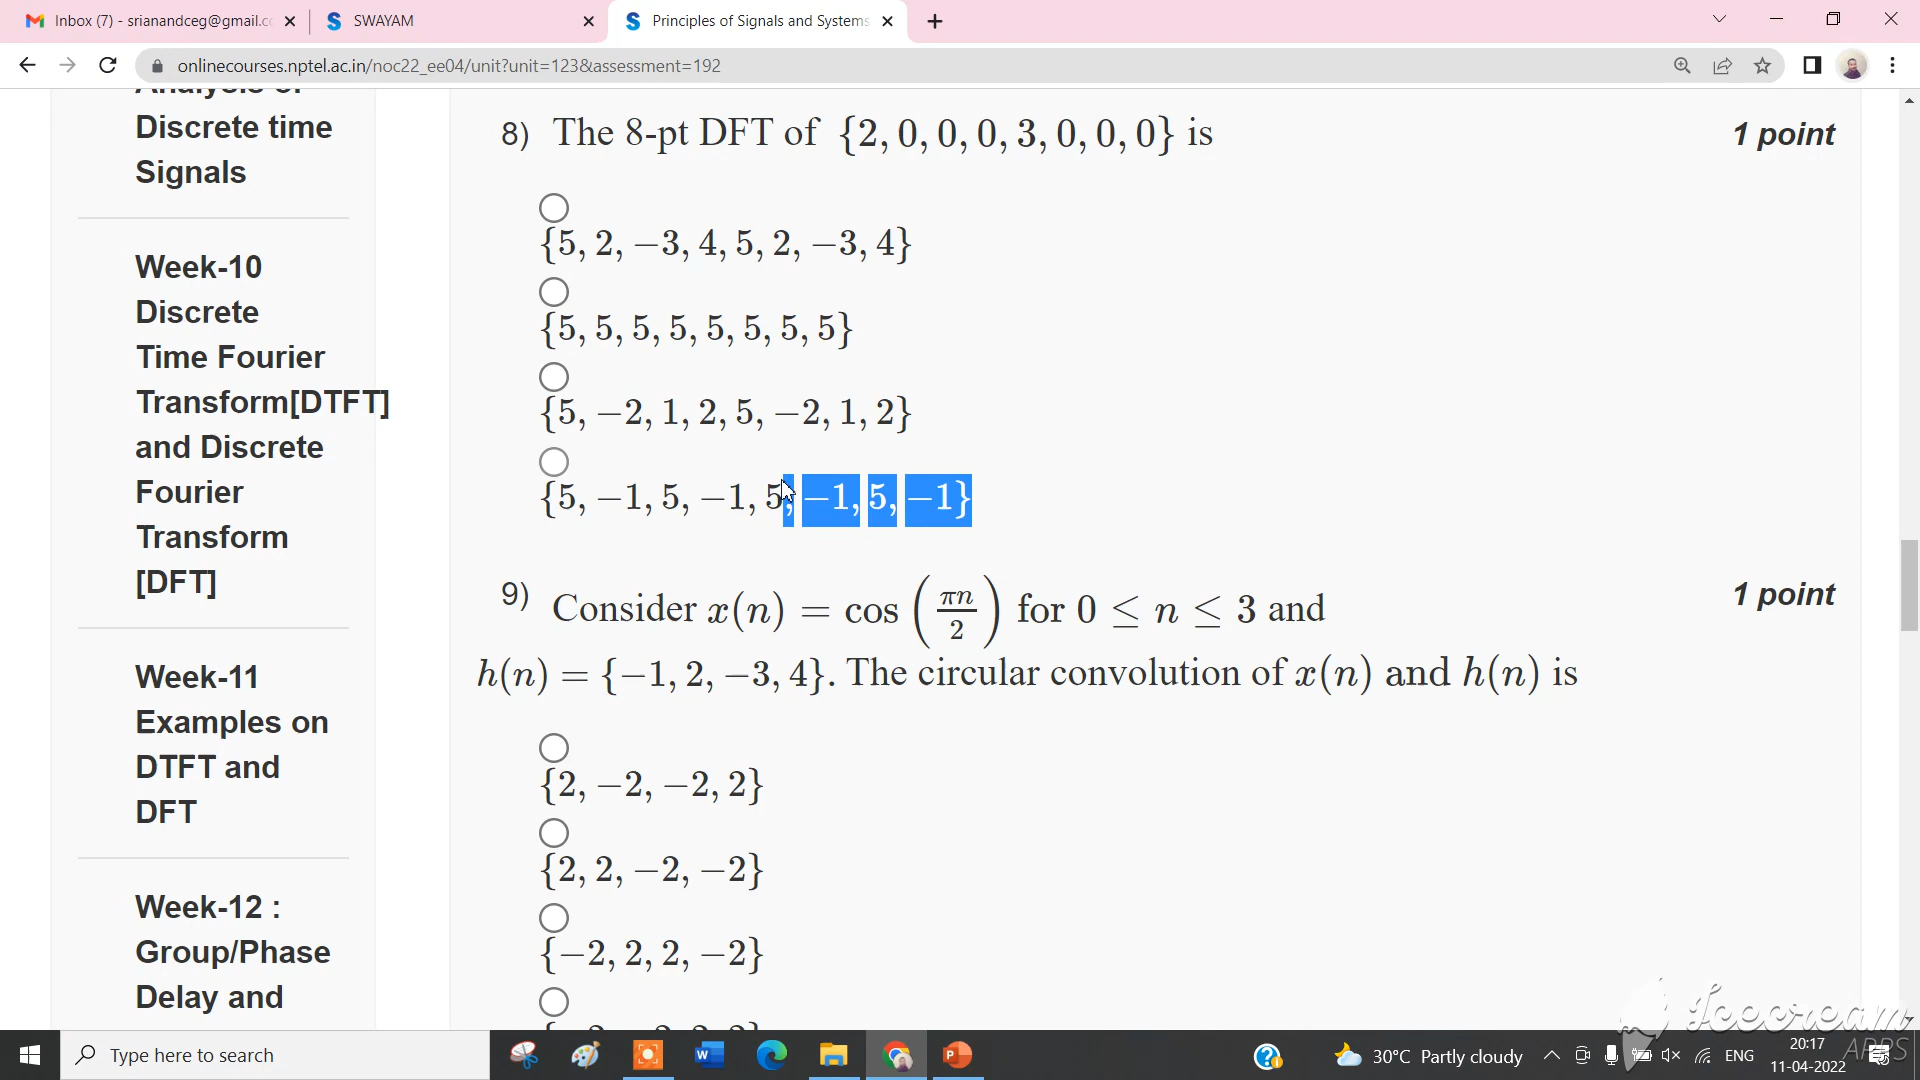 Inbox (7) - srianandceg@gmail.c
SWAYAM
Principles of Signals and Systems
onlinecourses.nptel.ac.in/noc22_ee04/unit?unit=123&assessment=192
Analysis of
Discrete time
Signals
Week-10
Discrete
Time Fourier
Transform[DTFT]
and Discrete
Fourier
Transform
[DFT]
Week-11
Examples on
DTFT and
DFT
Week-12 :
Group/Phase
Delay and
8) The 8-pt DFT of {2, 0, 0, 0, 3, 0, 0, 0} is
1 point
{5, 2, −3, 4, 5, 2, −3, 4}
{5, 5, 5, 5, 5, 5, 5, 5}
{5, −2, 1, 2, 5, −2, 1, 2}
{5, −1, 5, −1, 5, −1, 5, −1}
9) Consider x(n) = cos (πn/2) for 0 ≤ n ≤ 3 and
1 point
h(n) = {−1, 2, −3, 4}. The circular convolution of x(n) and h(n) is
{2, −2, −2, 2}
{2, 2, −2, −2}
{−2, 2, 2, −2}
Icecream
APPS
Type here to search
30°C Partly cloudy
ENG
20:17
11-04-2022